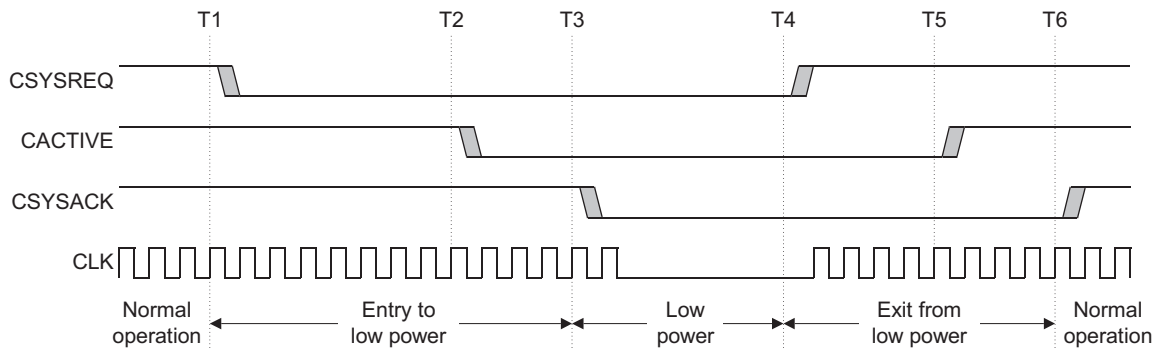 T1 T2 T3 T4 T5 T6
CSYSREQ
CACTIVE
CSYSACK
CLK
Normal operation
Entry to low power
Low power
Exit from low power
Normal operation